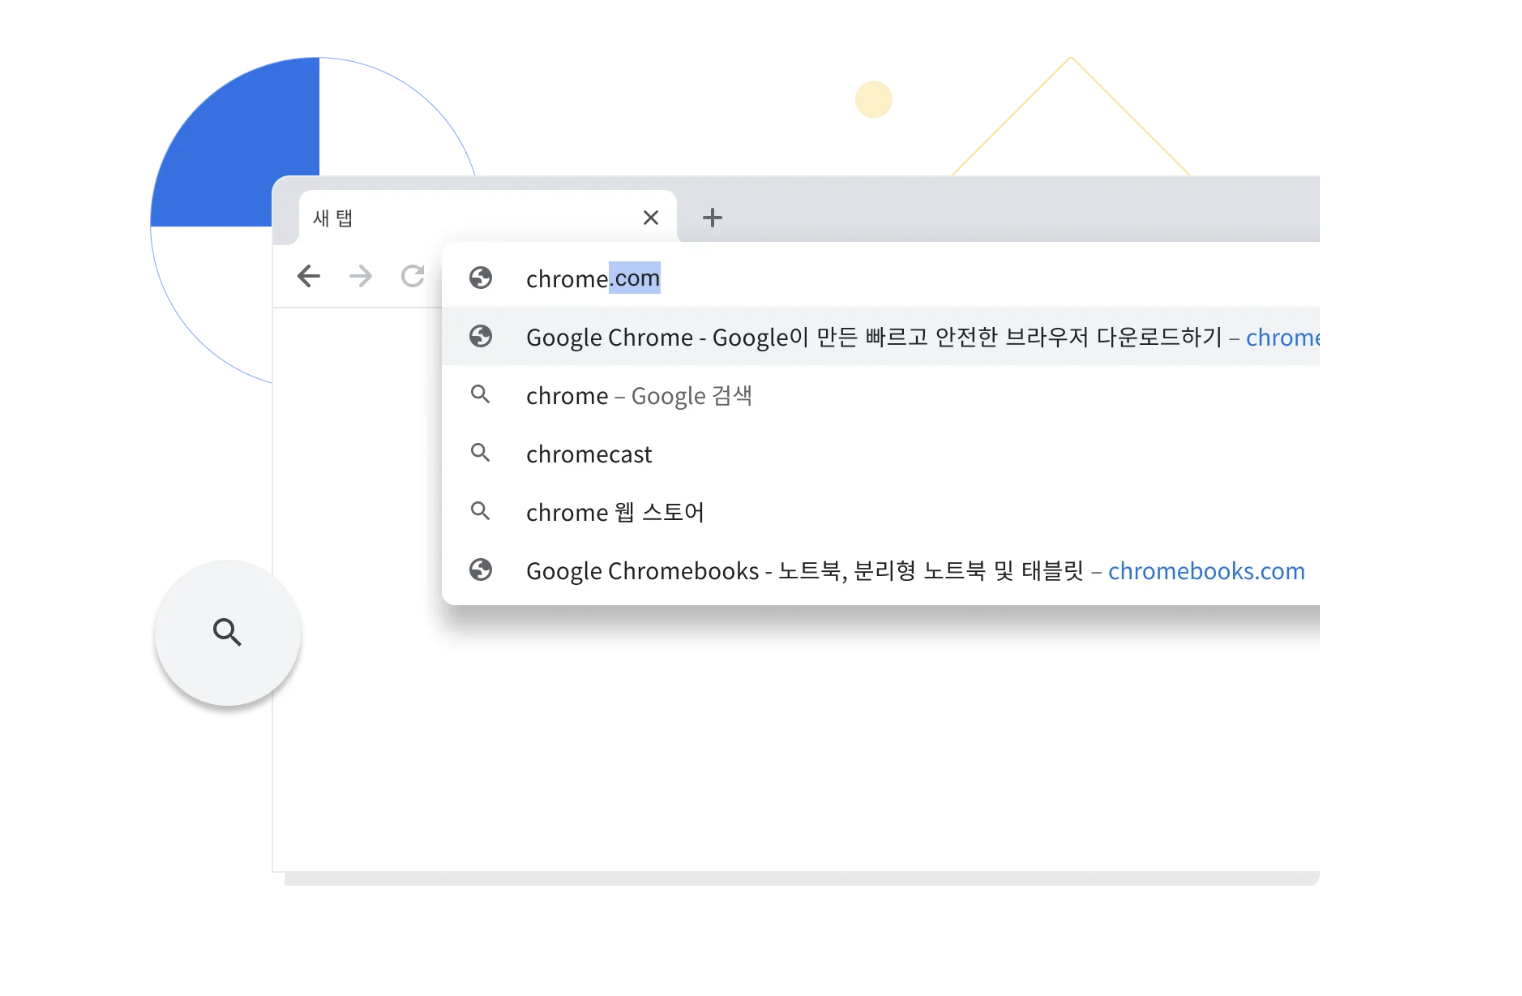 새 탭
chrome.com
Google Chrome - Google이 만든 빠르고 안전한 브라우저 다운로드하기 – chrome
chrome – Google 검색
chromecast
chrome 웹 스토어
Google Chromebooks - 노트북, 분리형 노트북 및 태블릿 – chromebooks.com